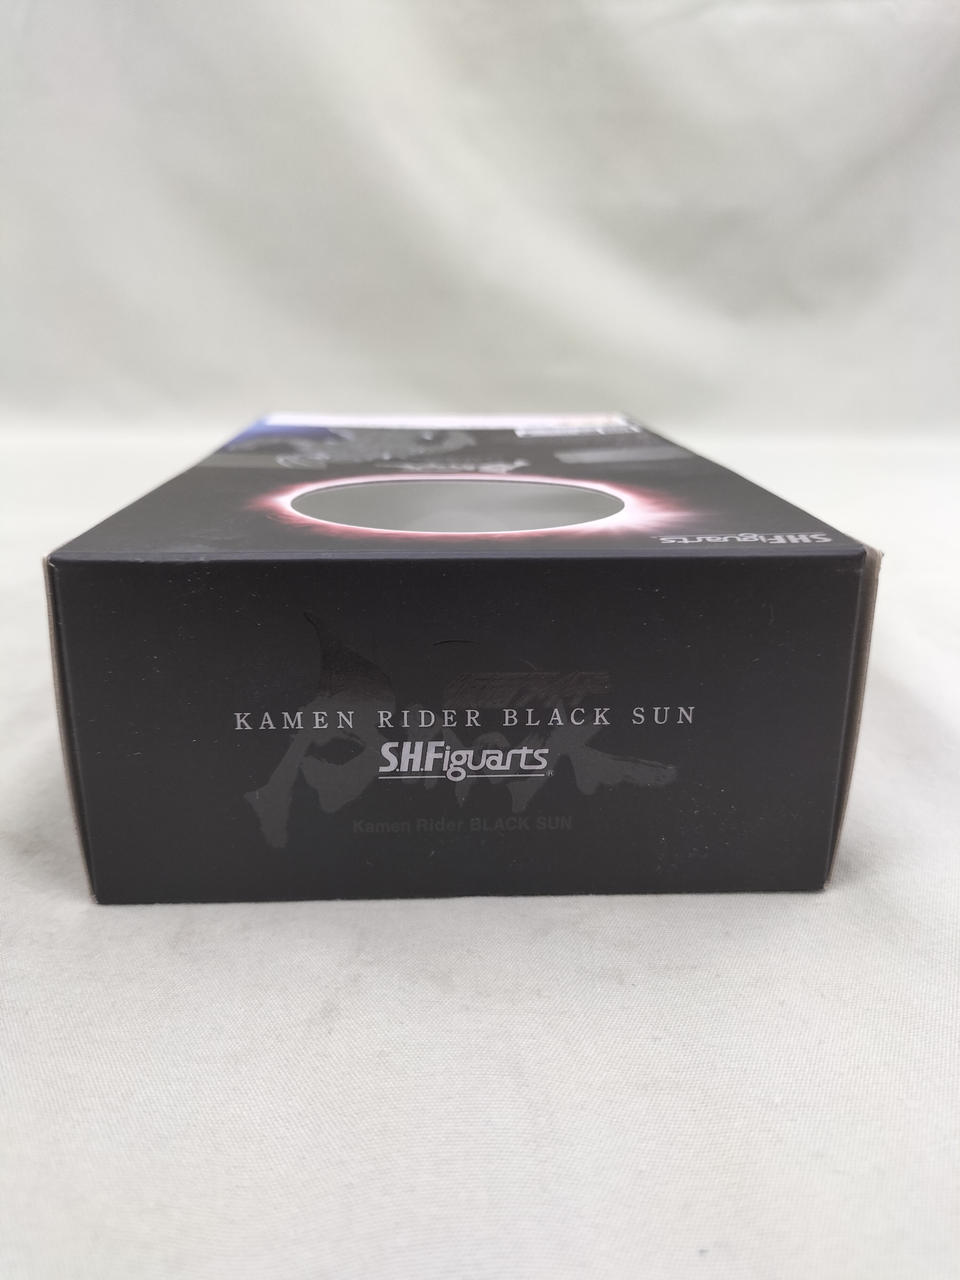 S.H.Figuarts
KAMEN RIDER BLACK SUN
S.H.Figuarts®
Kamen Rider BLACK SUN